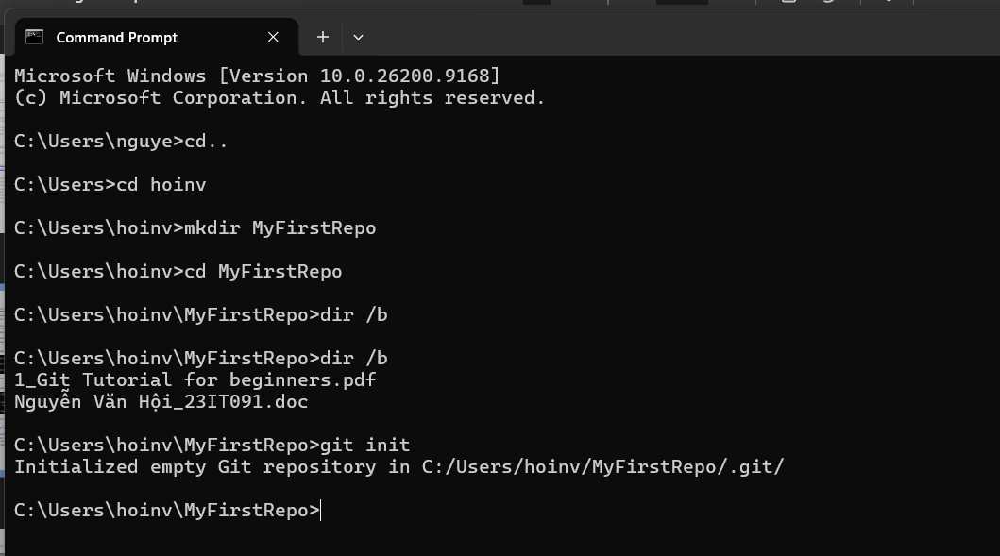 Command Prompt
Microsoft Windows [Version 10.0.26200.9168]
(c) Microsoft Corporation. All rights reserved.
C:\Users\nguye>cd..
C:\Users>cd hoinv
C:\Users\hoinv>mkdir MyFirstRepo
C:\Users\hoinv>cd MyFirstRepo
C:\Users\hoinv\MyFirstRepo>dir /b
C:\Users\hoinv\MyFirstRepo>dir /b
1_Git Tutorial for beginners.pdf
Nguyễn Văn Hội_23IT091.doc
C:\Users\hoinv\MyFirstRepo>git init
Initialized empty Git repository in C:/Users/hoinv/MyFirstRepo/.git/
C:\Users\hoinv\MyFirstRepo>